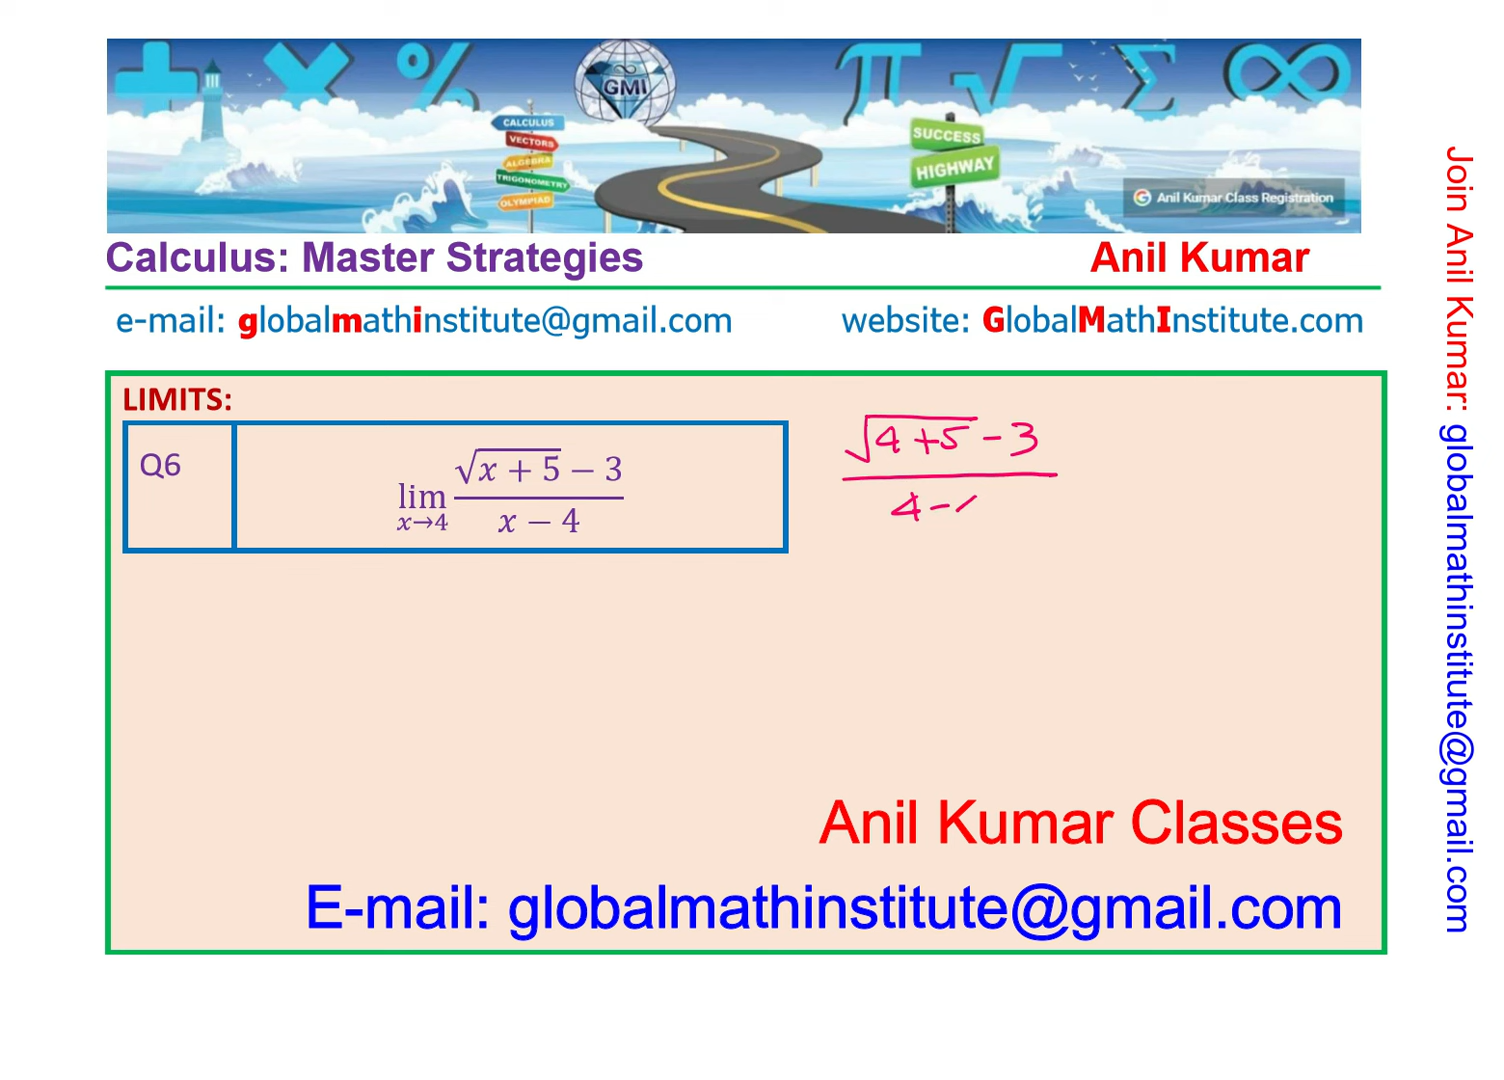 GMI
CALCULUS
VECTORS
ALGEBRA
TRIGONOMETRY
OLYMPIAD
SUCCESS
HIGHWAY
Anil Kumar Class Registration
Calculus: Master Strategies Anil Kumar
e-mail: globalmathinstitute@gmail.com website: GlobalMathInstitute.com
LIMITS:
Q6
lim x→4 (√(x + 5) − 3)/(x − 4)
√4+5 - 3
4 -
Anil Kumar Classes
E-mail: globalmathinstitute@gmail.com
Join Anil Kumar: globalmathinstitute@gmail.com